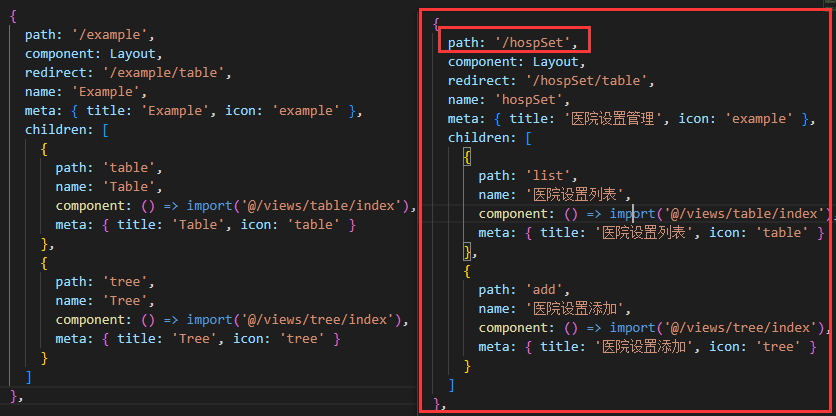 {
path: '/example',
component: Layout,
redirect: '/example/table',
name: 'Example',
meta: { title: 'Example', icon: 'example' },
children: [
{
path: 'table',
name: 'Table',
component: () => import('@/views/table/index'),
meta: { title: 'Table', icon: 'table' }
},
{
path: 'tree',
name: 'Tree',
component: () => import('@/views/tree/index'),
meta: { title: 'Tree', icon: 'tree' }
}
]
},
{
path: '/hospSet',
component: Layout,
redirect: '/hospSet/table',
name: 'hospSet',
meta: { title: '医院设置管理', icon: 'example' },
children: [
{
path: 'list',
name: '医院设置列表',
component: () => import('@/views/table/index'),
meta: { title: '医院设置列表', icon: 'table' }
},
{
path: 'add',
name: '医院设置添加',
component: () => import('@/views/tree/index'),
meta: { title: '医院设置添加', icon: 'tree' }
}
]
},